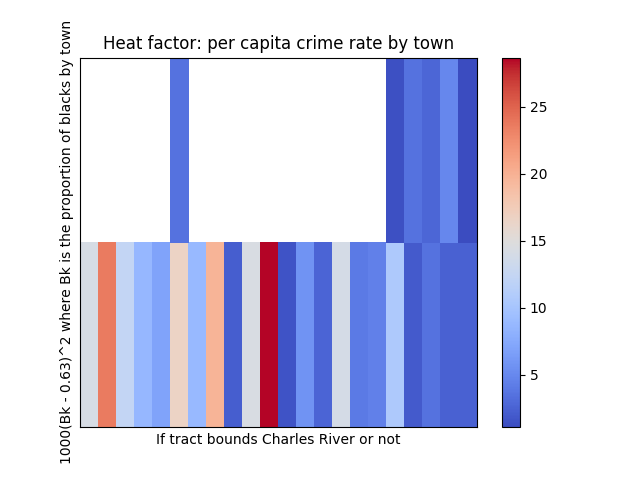 Heat factor: per capita crime rate by town
1000(Bk - 0.63)^2 where Bk is the proportion of blacks by town
25
20
15
10
5
If tract bounds Charles River or not